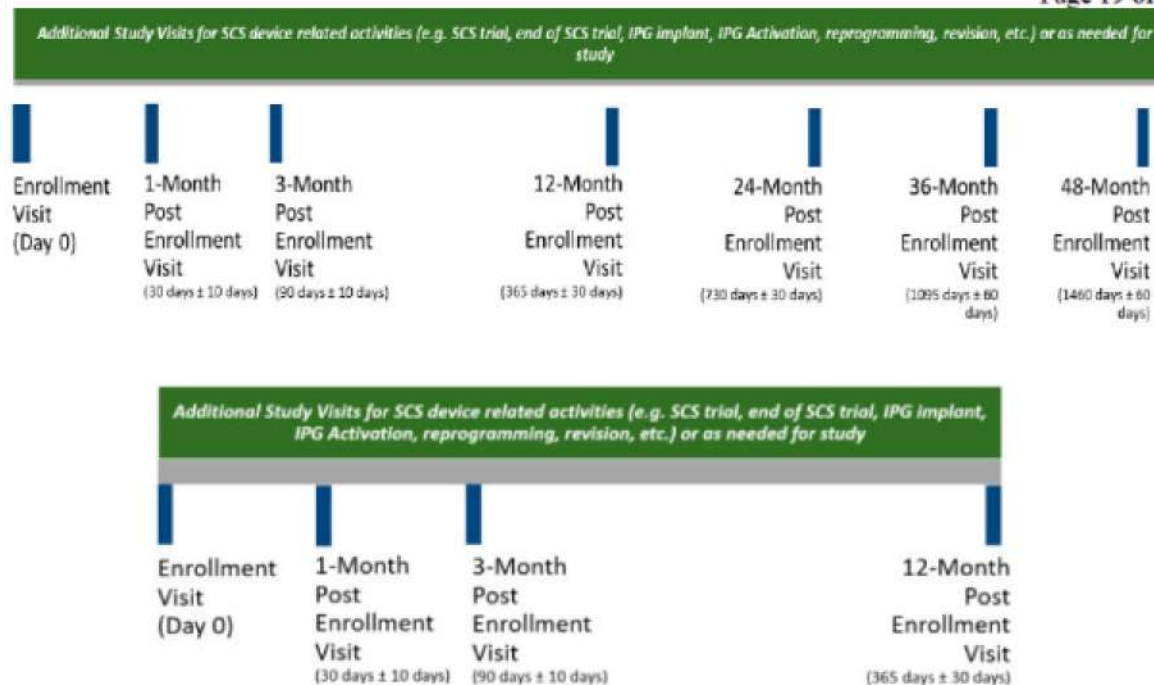 Additional Study Visits for SCS device related activities (e.g. SCS trial, end of SCS trial, IPG implant, IPG Activation, reprogramming, revision, etc.) or as needed for
study
Enrollment
Visit
(Day 0)
1-Month
Post
Enrollment
Visit
(30 days ± 10 days)
3-Month
Post
Enrollment
Visit
(90 days ± 10 days)
12-Month
Post
Enrollment
Visit
(365 days ± 30 days)
24-Month
Post
Enrollment
Visit
(730 days ± 30 days)
36-Month
Post
Enrollment
Visit
(1095 days ± 60
days)
48-Month
Post
Enrollment
Visit
(1460 days ± 60
days)
Additional Study Visits for SCS device related activities (e.g. SCS trial, end of SCS trial, IPG implant,
IPG Activation, reprogramming, revision, etc.) or as needed for study
Enrollment
Visit
(Day 0)
1-Month
Post
Enrollment
Visit
(30 days ± 10 days)
3-Month
Post
Enrollment
Visit
(90 days ± 10 days)
12-Month
Post
Enrollment
Visit
(365 days ± 30 days)